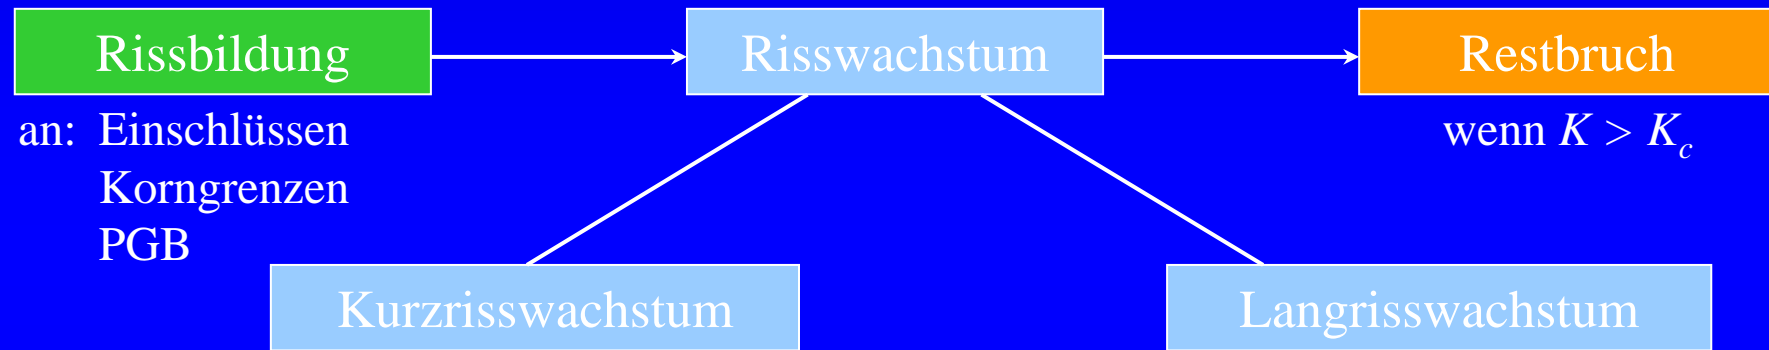 Rissbildung
Risswachstum
Restbruch
an: Einschlüssen
Korngrenzen
PGB
wenn K > Kc
Kurzrisswachstum
Langrisswachstum